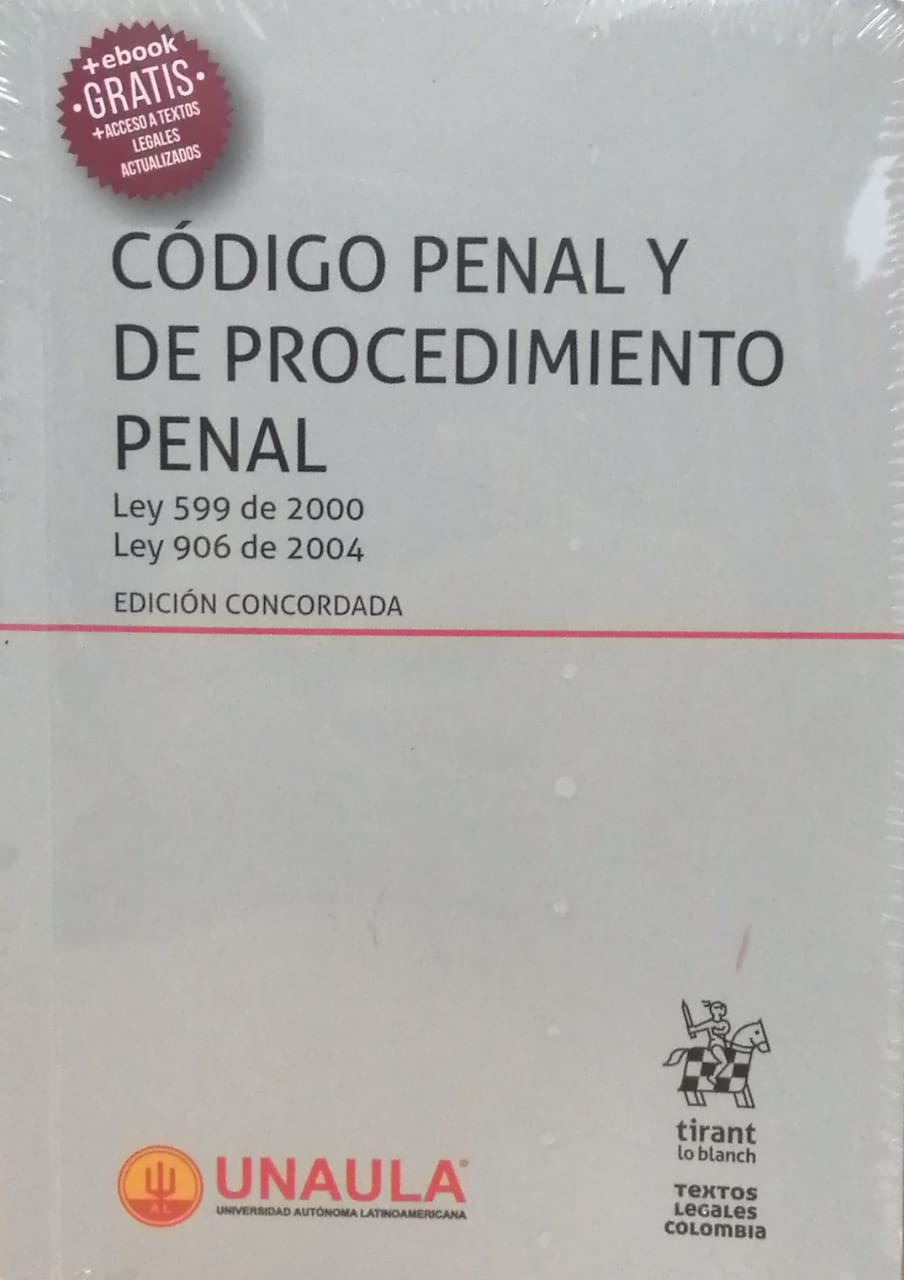 +ebook
·GRATIS·
+ACCESO A TEXTOS
LEGALES
ACTUALIZADOS
CÓDIGO PENAL Y
DE PROCEDIMIENTO
PENAL
Ley 599 de 2000
Ley 906 de 2004
EDICIÓN CONCORDADA
tirant
lo blanch
TEXTOS
LEGALES
COLOMBIA
A.L.
UNAULA®
UNIVERSIDAD AUTÓNOMA LATINOAMERICANA